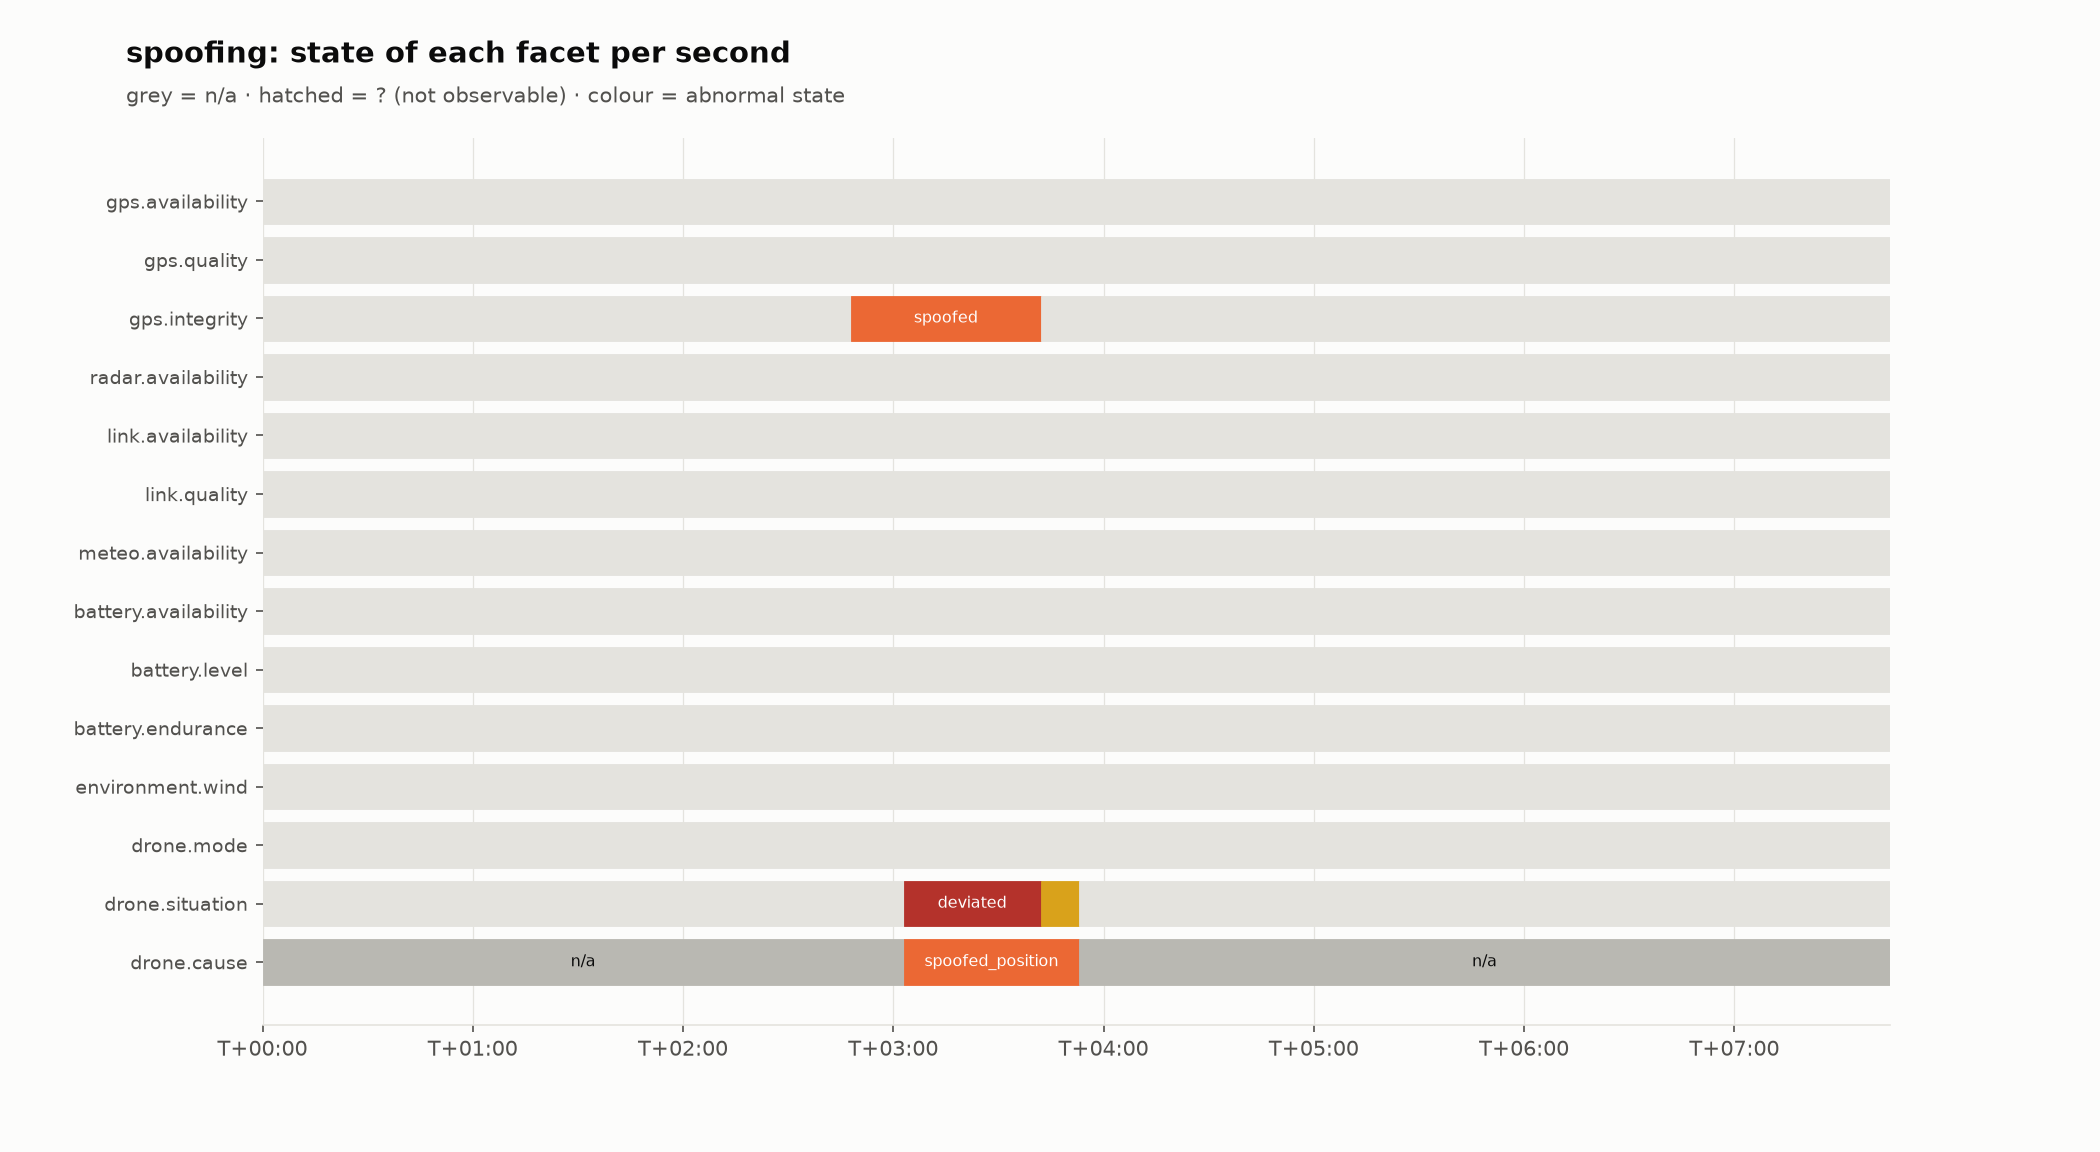 spoofing: state of each facet per second
grey = n/a · hatched = ? (not observable) · colour = abnormal state
gps.availability
gps.quality
gps.integrity
spoofed
radar.availability
link.availability
link.quality
meteo.availability
battery.availability
battery.level
battery.endurance
environment.wind
drone.mode
drone.situation
deviated
drone.cause
n/a
spoofed_position
n/a
T+00:00 T+01:00 T+02:00 T+03:00 T+04:00 T+05:00 T+06:00 T+07:00